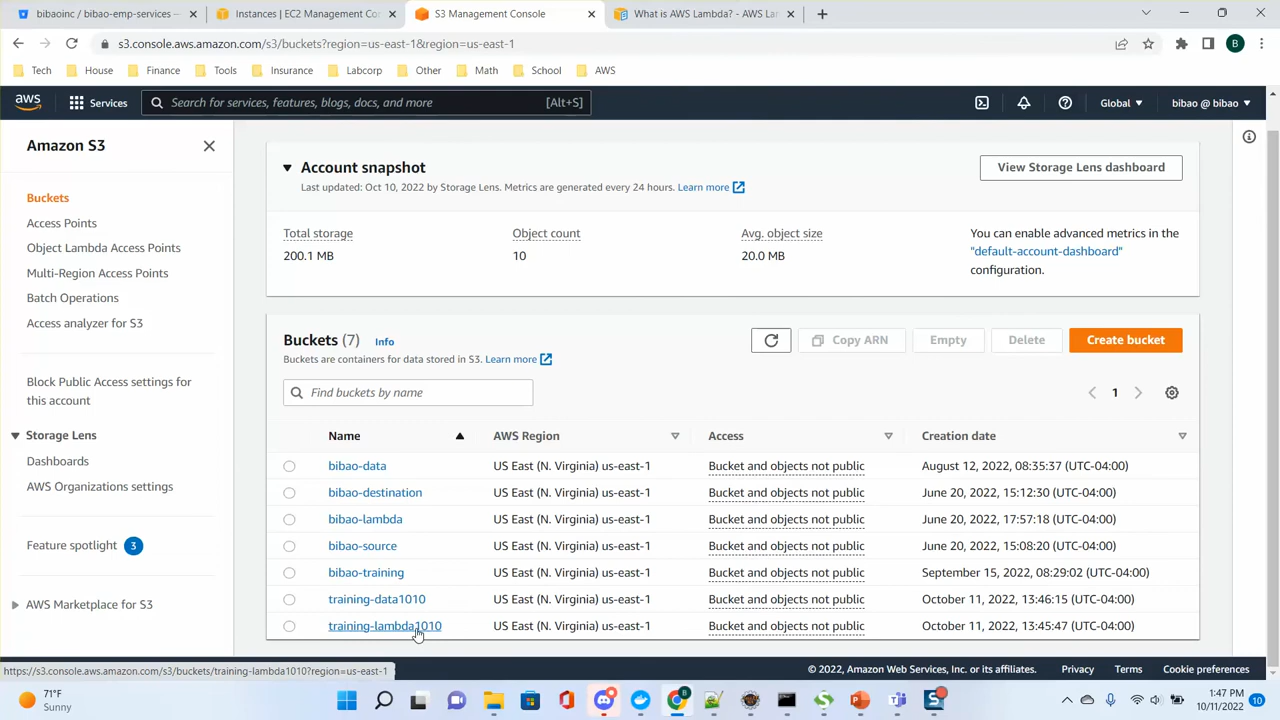 bibaoinc / bibao-emp-services —
Instances | EC2 Management Con
S3 Management Console
What is AWS Lambda? - AWS Lam
s3.console.aws.amazon.com/s3/buckets?region=us-east-1&region=us-east-1
B
Tech
House
Finance
Tools
Insurance
Labcorp
Other
Math
School
AWS
aws
Services
Search for services, features, blogs, docs, and more
[Alt+S]
Global
bibao @ bibao
Amazon S3
Buckets
Access Points
Object Lambda Access Points
Multi-Region Access Points
Batch Operations
Access analyzer for S3
Block Public Access settings for
this account
Storage Lens
Dashboards
AWS Organizations settings
Feature spotlight 3
AWS Marketplace for S3
Account snapshot
Last updated: Oct 10, 2022 by Storage Lens. Metrics are generated every 24 hours. Learn more
View Storage Lens dashboard
Total storage
200.1 MB
Object count
10
Avg. object size
20.0 MB
You can enable advanced metrics in the
"default-account-dashboard"
configuration.
Buckets (7) Info
Buckets are containers for data stored in S3. Learn more
Copy ARN
Empty
Delete
Create bucket
Find buckets by name
1
Name AWS Region Access Creation date
bibao-data US East (N. Virginia) us-east-1 Bucket and objects not public August 12, 2022, 08:35:37 (UTC-04:00)
bibao-destination US East (N. Virginia) us-east-1 Bucket and objects not public June 20, 2022, 15:12:30 (UTC-04:00)
bibao-lambda US East (N. Virginia) us-east-1 Bucket and objects not public June 20, 2022, 17:57:18 (UTC-04:00)
bibao-source US East (N. Virginia) us-east-1 Bucket and objects not public June 20, 2022, 15:08:20 (UTC-04:00)
bibao-training US East (N. Virginia) us-east-1 Bucket and objects not public September 15, 2022, 08:29:02 (UTC-04:00)
training-data1010 US East (N. Virginia) us-east-1 Bucket and objects not public October 11, 2022, 13:46:15 (UTC-04:00)
training-lambda1010 US East (N. Virginia) us-east-1 Bucket and objects not public October 11, 2022, 13:45:47 (UTC-04:00)
https://s3.console.aws.amazon.com/s3/buckets/training-lambda1010?region=us-east-1
© 2022, Amazon Web Services, Inc. or its affiliates.
Privacy
Terms
Cookie preferences
71°F
Sunny
1:47 PM
10/11/2022
10